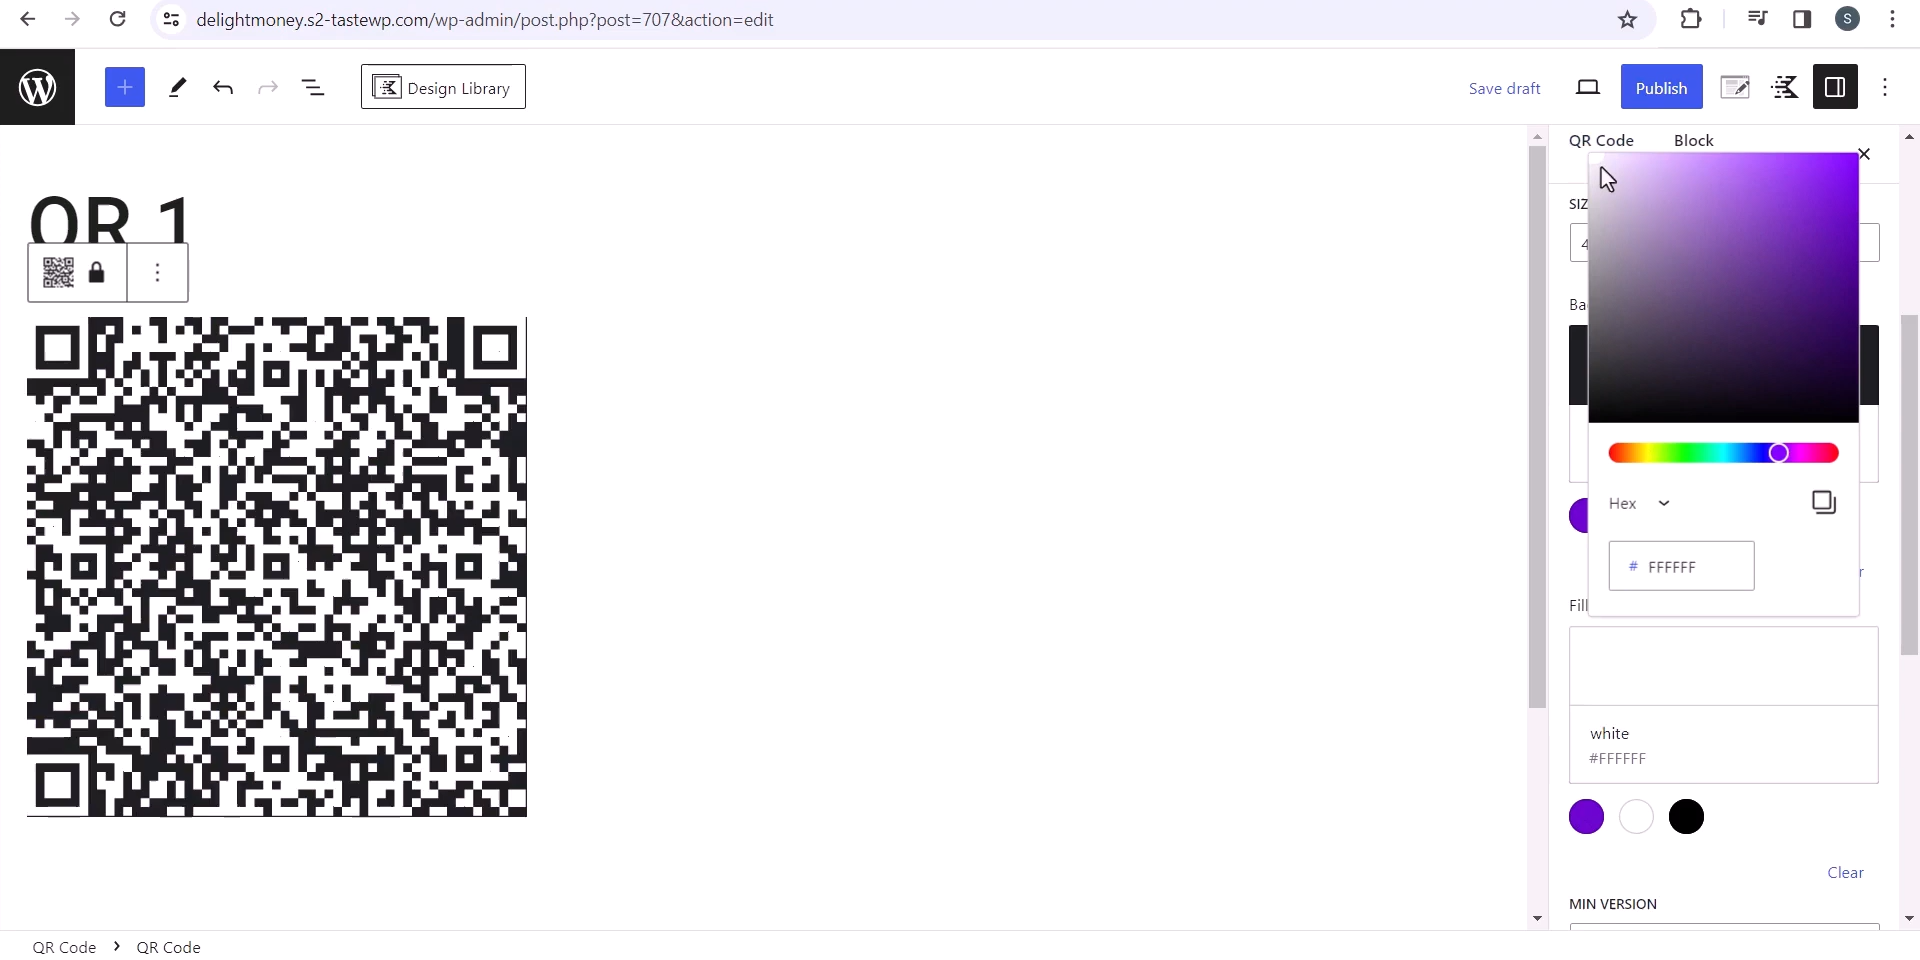 delightmoney.s2-tastewp.com/wp-admin/post.php?post=707&action=edit
S
Design Library
Save draft
Publish
QR Code Block
QR 1
SIZ
4
Ba
Hex
# FFFFFF
r
Fill
white
#FFFFFF
Clear
MIN VERSION
QR Code > QR Code